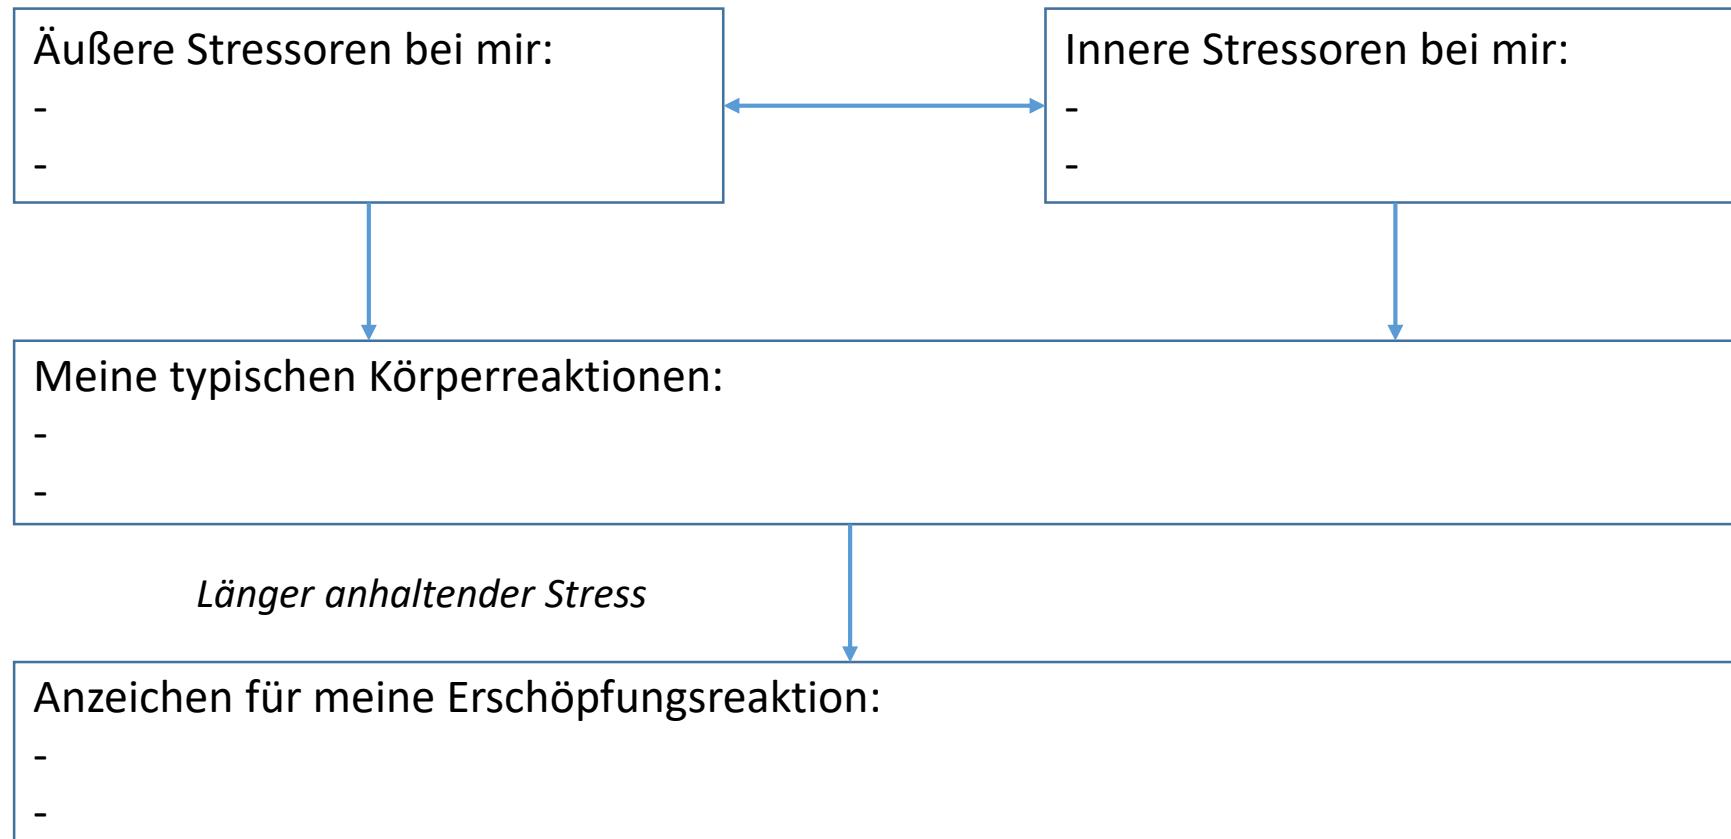 Äußere Stressoren bei mir:
-
-
Innere Stressoren bei mir:
-
-
Meine typischen Körperreaktionen:
-
-
Länger anhaltender Stress
Anzeichen für meine Erschöpfungsreaktion:
-
-